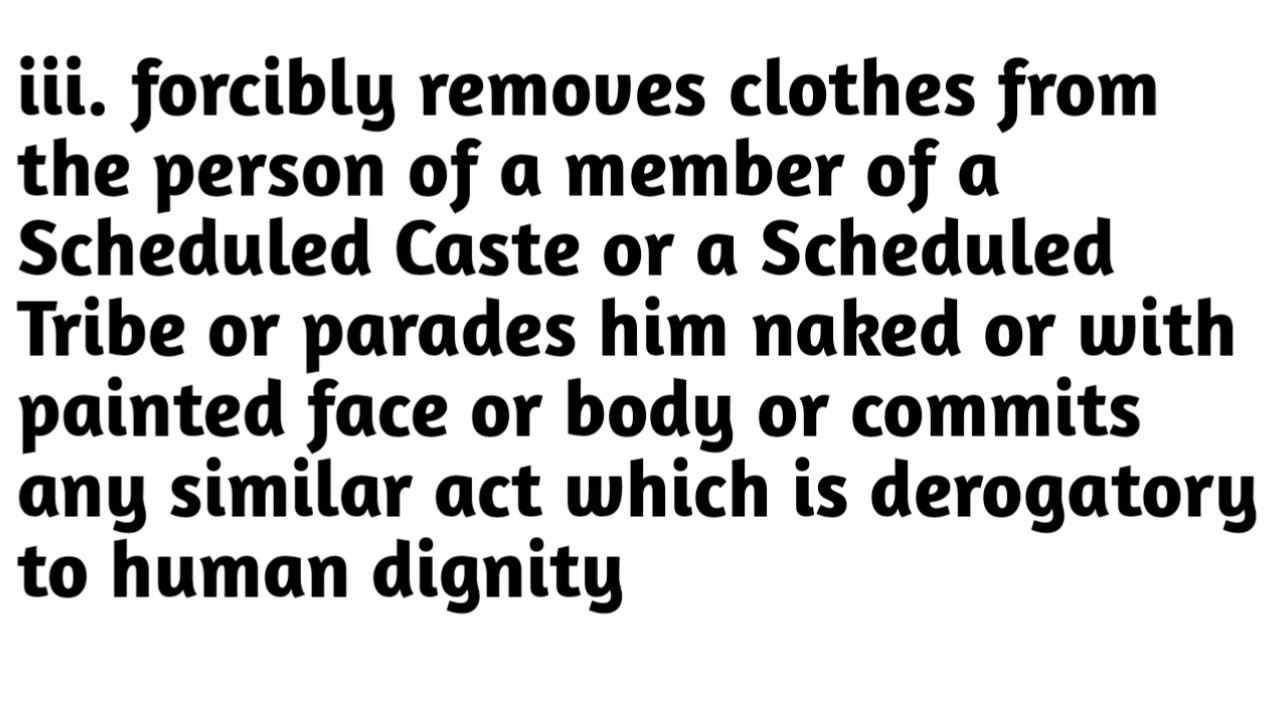 iii. forcibly removes clothes from
the person of a member of a
Scheduled Caste or a Scheduled
Tribe or parades him naked or with
painted face or body or commits
any similar act which is derogatory
to human dignity